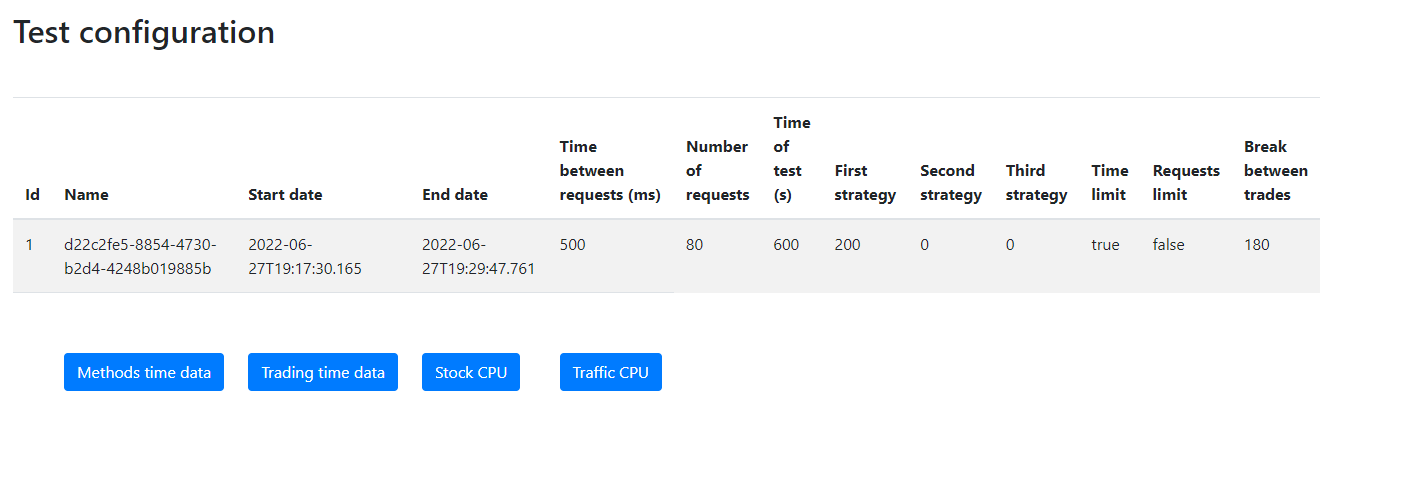 Test configuration
Id
Name
Start date
End date
Time
between
requests (ms)
Number
of
requests
Time
of
test
(s)
First
strategy
Second
strategy
Third
strategy
Time
limit
Requests
limit
Break
between
trades
1
d22c2fe5-8854-4730-
b2d4-4248b019885b
2022-06-
27T19:17:30.165
2022-06-
27T19:29:47.761
500
80
600
200
0
0
true
false
180
Methods time data
Trading time data
Stock CPU
Traffic CPU